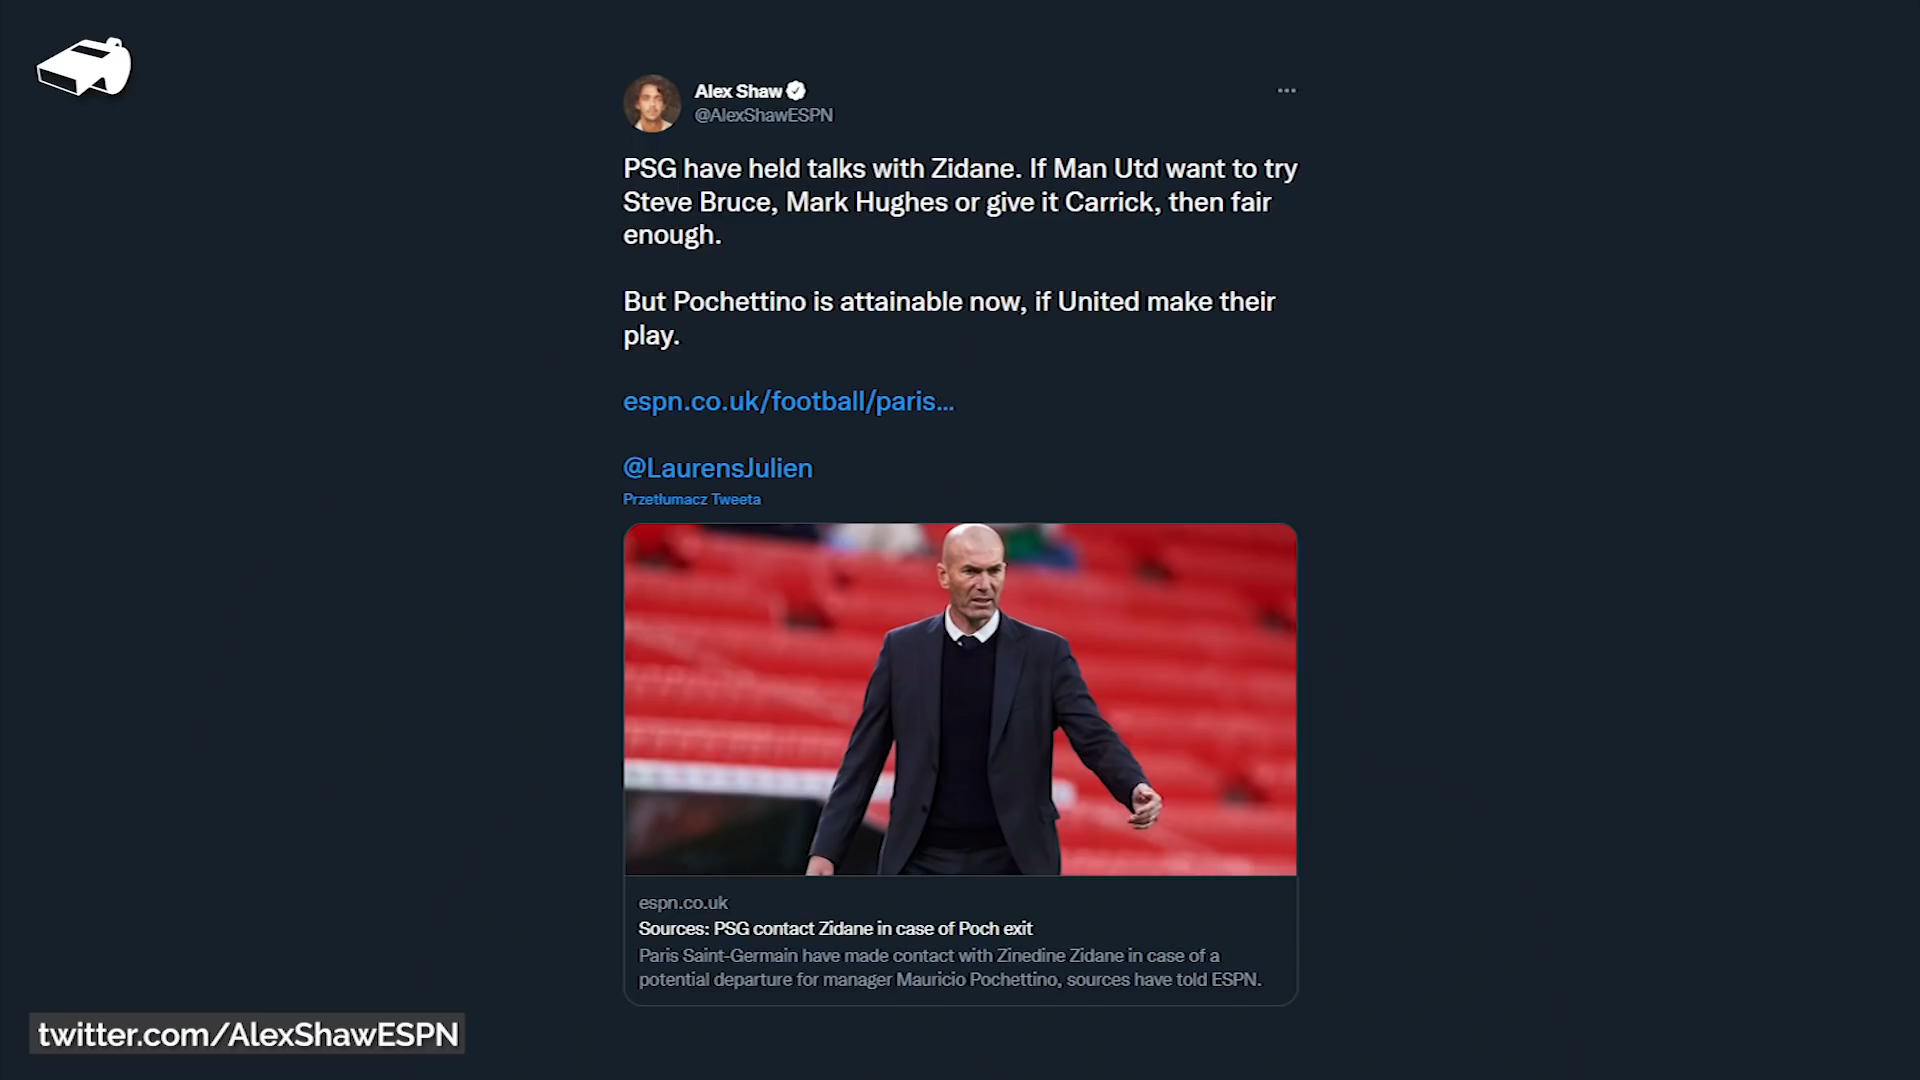 Alex Shaw
@AlexShawESPN
PSG have held talks with Zidane. If Man Utd want to try
Steve Bruce, Mark Hughes or give it Carrick, then fair
enough.
But Pochettino is attainable now, if United make their
play.
espn.co.uk/football/paris...
@LaurensJulien
Przetłumacz Tweeta
espn.co.uk
Sources: PSG contact Zidane in case of Poch exit
Paris Saint-Germain have made contact with Zinedine Zidane in case of a
potential departure for manager Mauricio Pochettino, sources have told ESPN.
twitter.com/AlexShawESPN